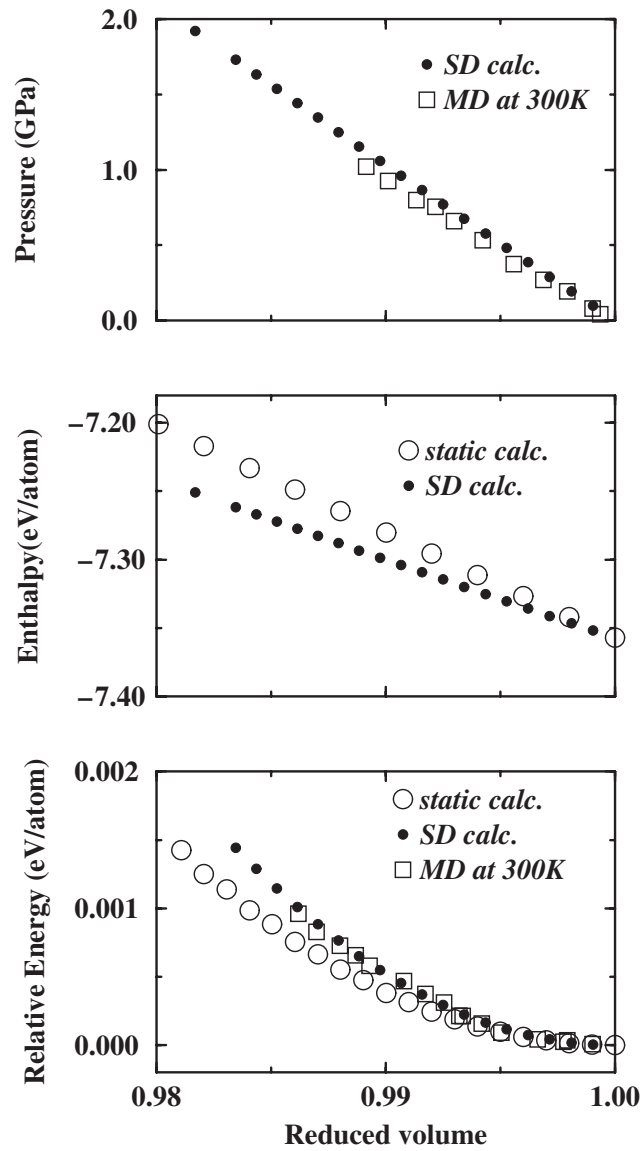 2.0
SD calc.
MD at 300K
Pressure (GPa)
1.0
0.0
−7.20
static calc.
SD calc.
Enthalpy(eV/atom)
−7.30
−7.40
0.002
static calc.
SD calc.
MD at 300K
Relative Energy (eV/atom)
0.001
0.000
0.98
0.99
1.00
Reduced volume